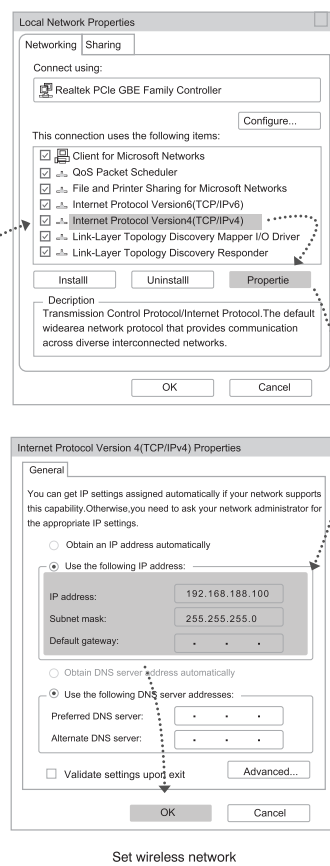 Local Network Properties
Networking Sharing
Connect using:
Realtek PCle GBE Family Controller
Configure...
This connection uses the following items:
Client for Microsoft Networks
QoS Packet Scheduler
File and Printer Sharing for Microsoft Networks
Internet Protocol Version6(TCP/IPv6)
Internet Protocol Version4(TCP/IPv4)
Link-Layer Topology Discovery Mapper I/O Driver
Link-Layer Topology Discovery Responder
Installl Uninstalll Propertie
Decription
Transmission Control Protocol/Internet Protocol.The default
widearea network protocol that provides communication
across diverse interconnected networks.
OK Cancel
Internet Protocol Version 4(TCP/IPv4) Properties
General
You can get IP settings assigned automatically if your network supports
this capability.Otherwise,you need to ask your network administrator for
the appropriate IP settings.
Obtain an IP address automatically
Use the following IP address:
IP address: 192.168.188.100
Subnet mask: 255.255.255.0
Default gateway: . . .
Obtain DNS server address automatically
Use the following DNS server addresses:
Preferred DNS server: . . .
Alternate DNS server: . . .
Validate settings upon exit Advanced...
OK Cancel
Set wireless network